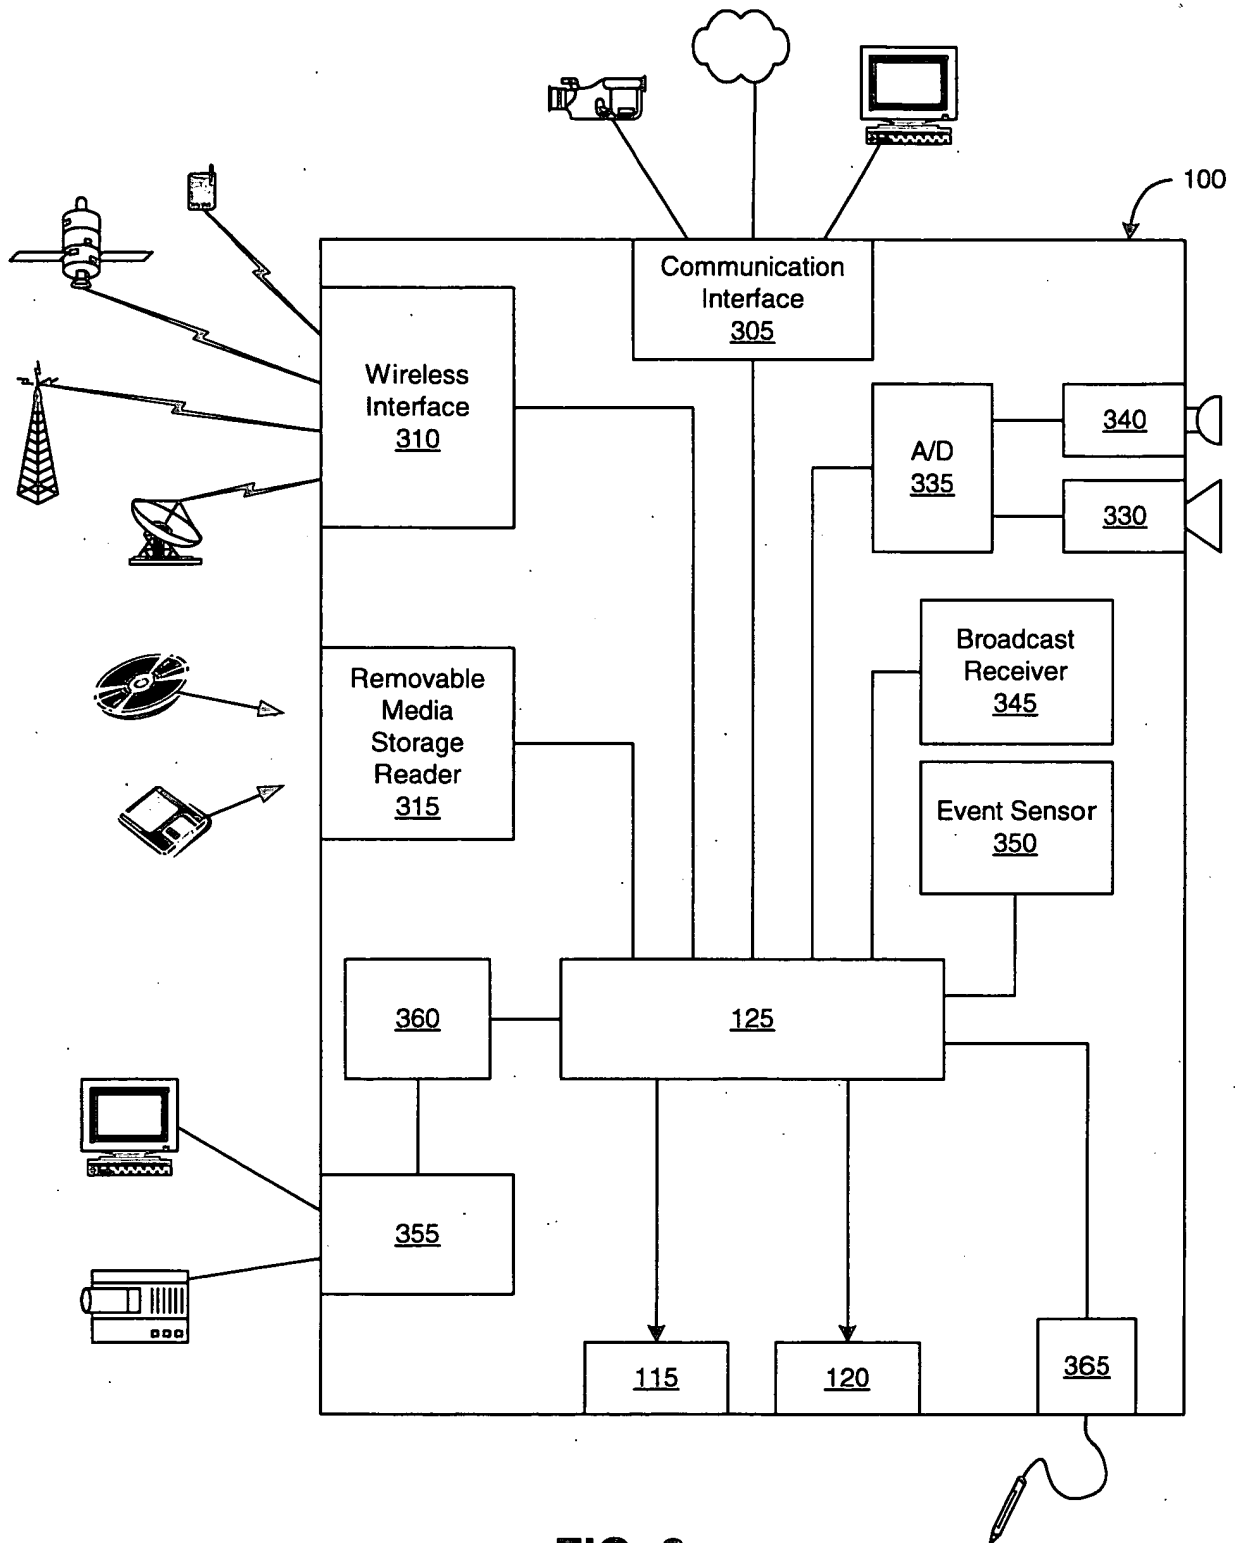 100
Communication
Interface
305
Wireless
Interface
310
A/D
335
340
330
Broadcast
Receiver
345
Removable
Media
Storage
Reader
315
Event Sensor
350
360
125
355
115
120
365